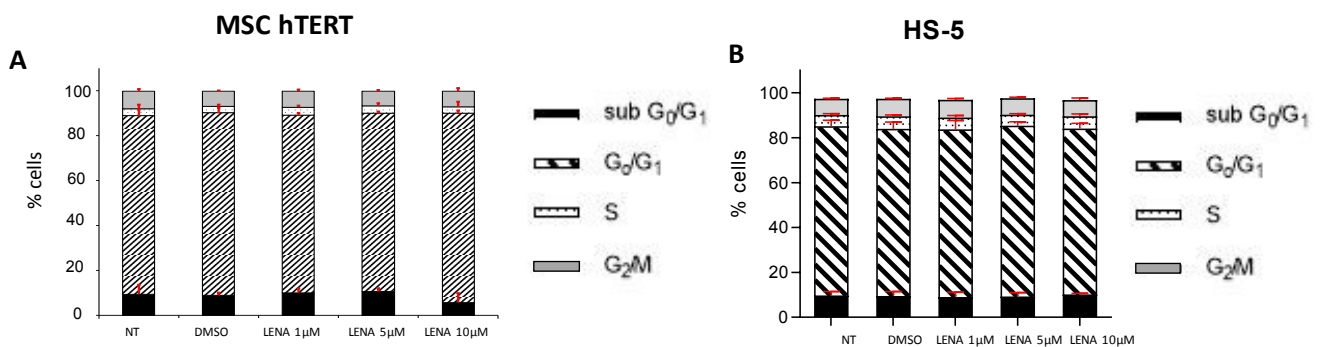 MSC hTERT
A
% cells
100
80
60
40
20
0
NT DMSO LENA 1µM LENA 5µM LENA 10µM
sub G₀/G₁
G₀/G₁
S
G₂/M
HS-5
B
% cells
100
80
60
40
20
0
NT DMSO LENA 1µM LENA 5µM LENA 10µM
sub G₀/G₁
G₀/G₁
S
G₂/M